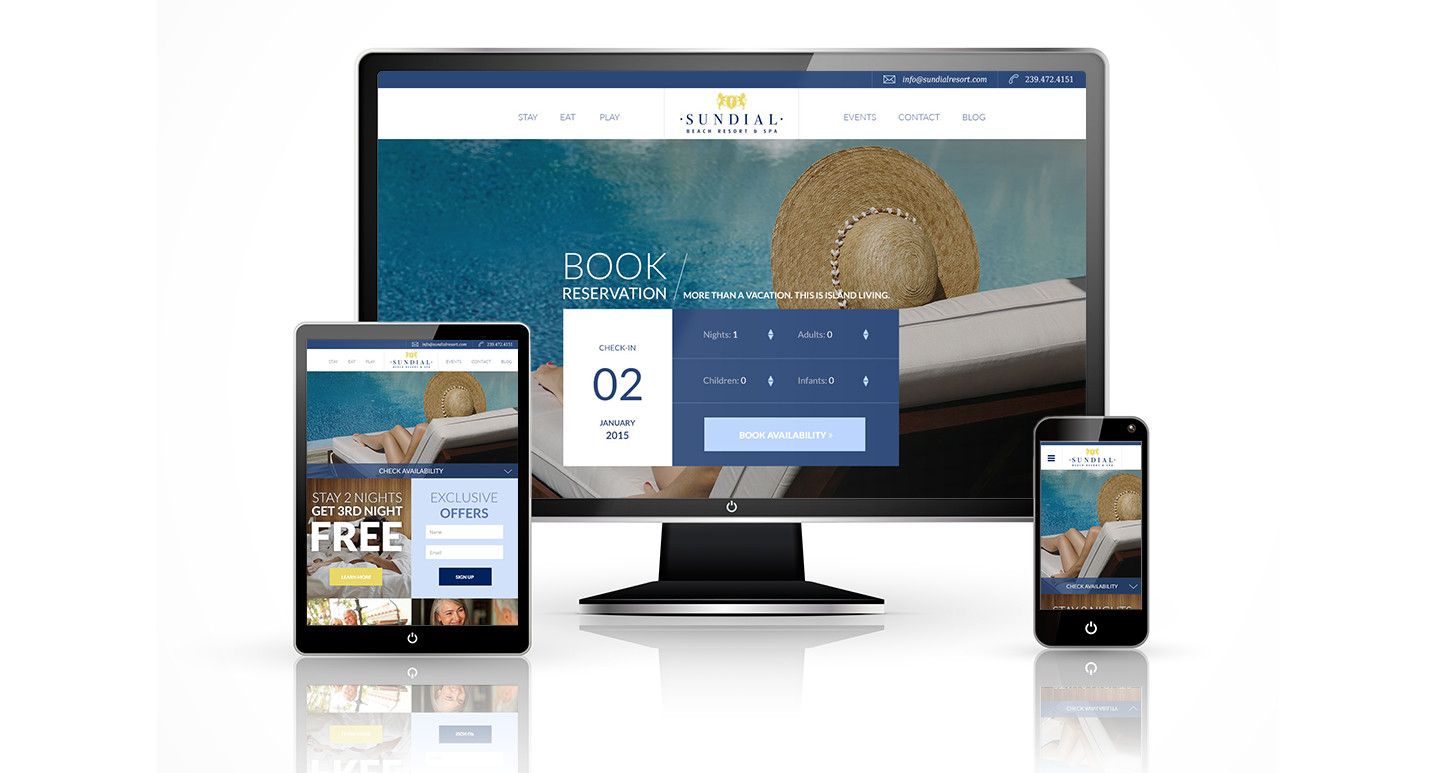 info@sundialresort.com 239.472.4151
STAY EAT PLAY
·SUNDIAL·
BEACH RESORT & SPA
EVENTS CONTACT BLOG
BOOK
RESERVATION
MORE THAN A VACATION. THIS IS ISLAND LIVING.
CHECK-IN
02
JANUARY
2015
Nights: 1 Adults: 0
Children: 0 Infants: 0
BOOK AVAILABILITY »
info@sundialresort.com 239.472.4151
STAY EAT PLAY
·SUNDIAL·
BEACH RESORT & SPA
EVENTS CONTACT BLOG
CHECK AVAILABILITY
STAY 2 NIGHTS
GET 3RD NIGHT
FREE
LEARN MORE
EXCLUSIVE
OFFERS
Name
Email
SIGN UP
·SUNDIAL·
BEACH RESORT & SPA
CHECK AVAILABILITY
STAY 2 NIGHTS